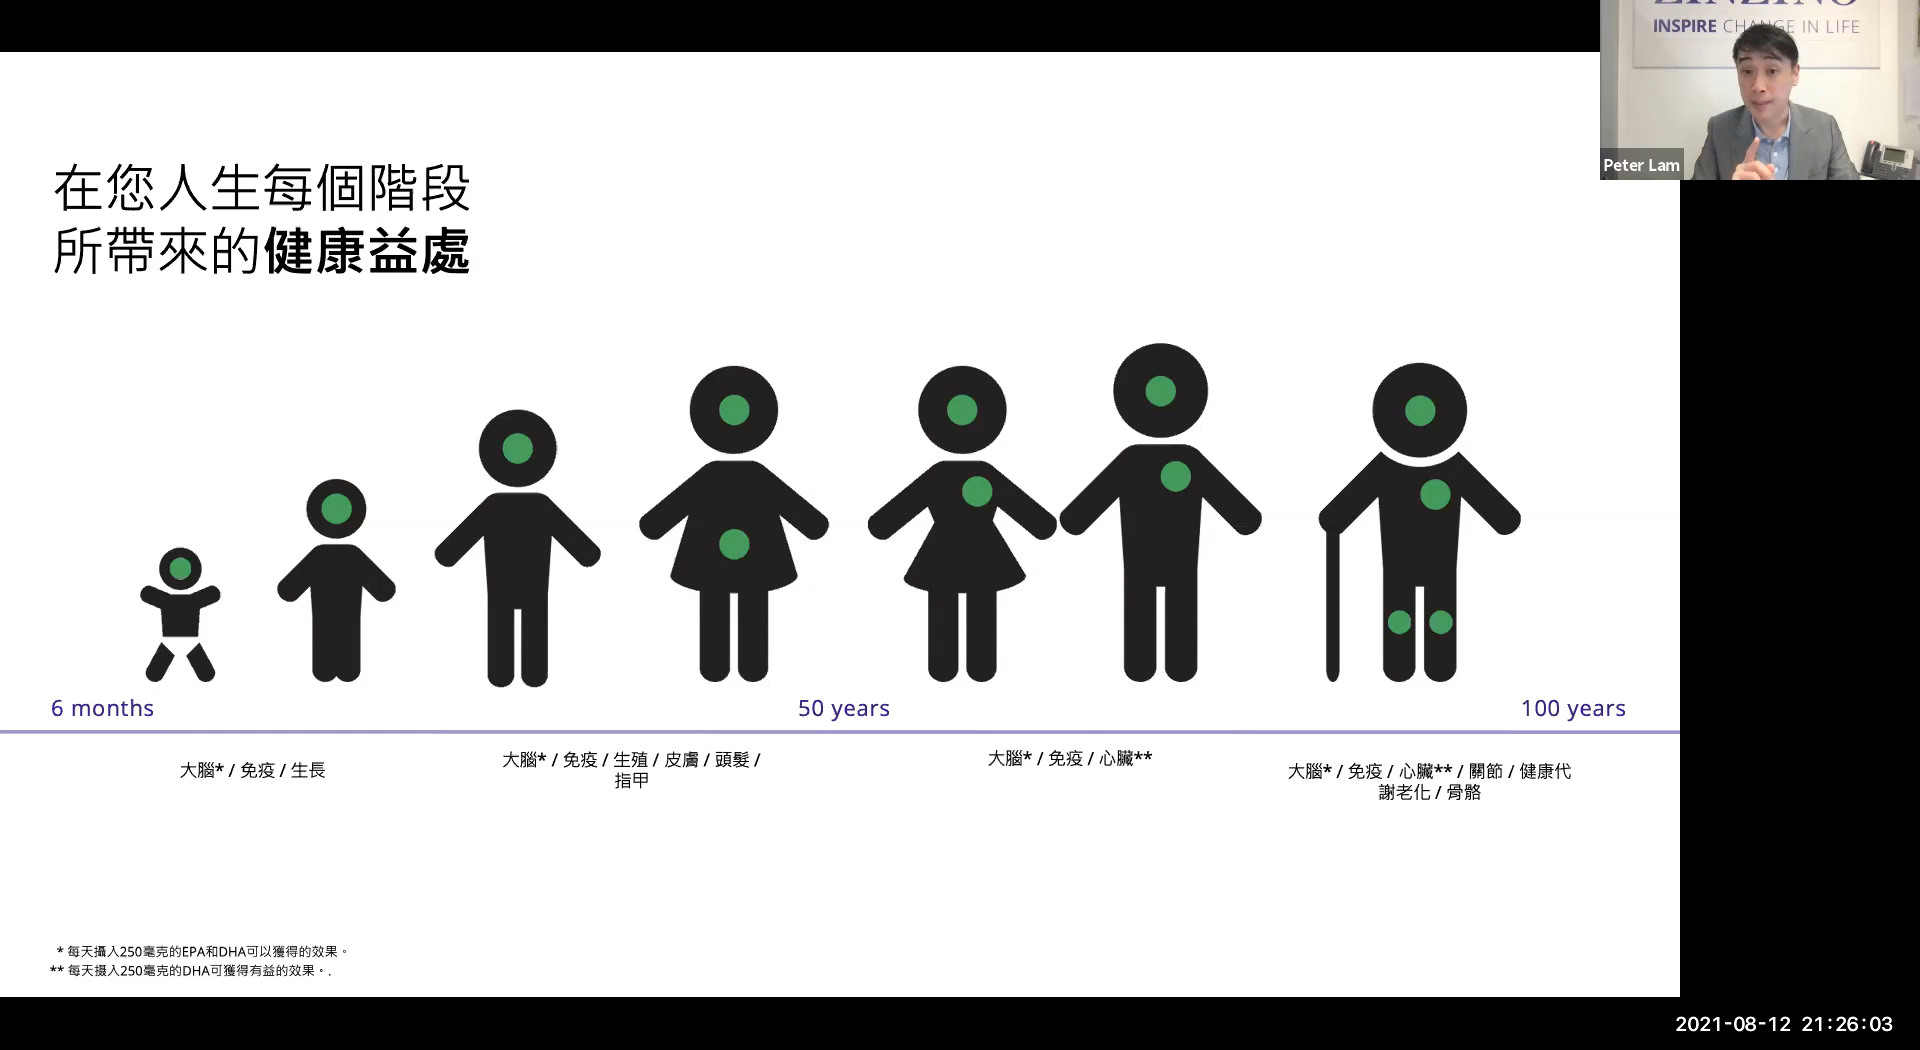 ZINZINO
INSPIRE CHANGE IN LIFE
Peter Lam
在您人生每個階段
所帶來的健康益處
6 months
50 years
100 years
大腦* / 免疫 / 生長
大腦* / 免疫 / 生殖 / 皮膚 / 頭髮 /
指甲
大腦* / 免疫 / 心臟**
大腦* / 免疫 / 心臟** / 關節 / 健康代
謝老化 / 骨骼
* 每天攝入250毫克的EPA和DHA可以獲得的效果。
** 每天摄入250毫克的DHA可獲得有益的效果。.
2021-08-12 21:26:03